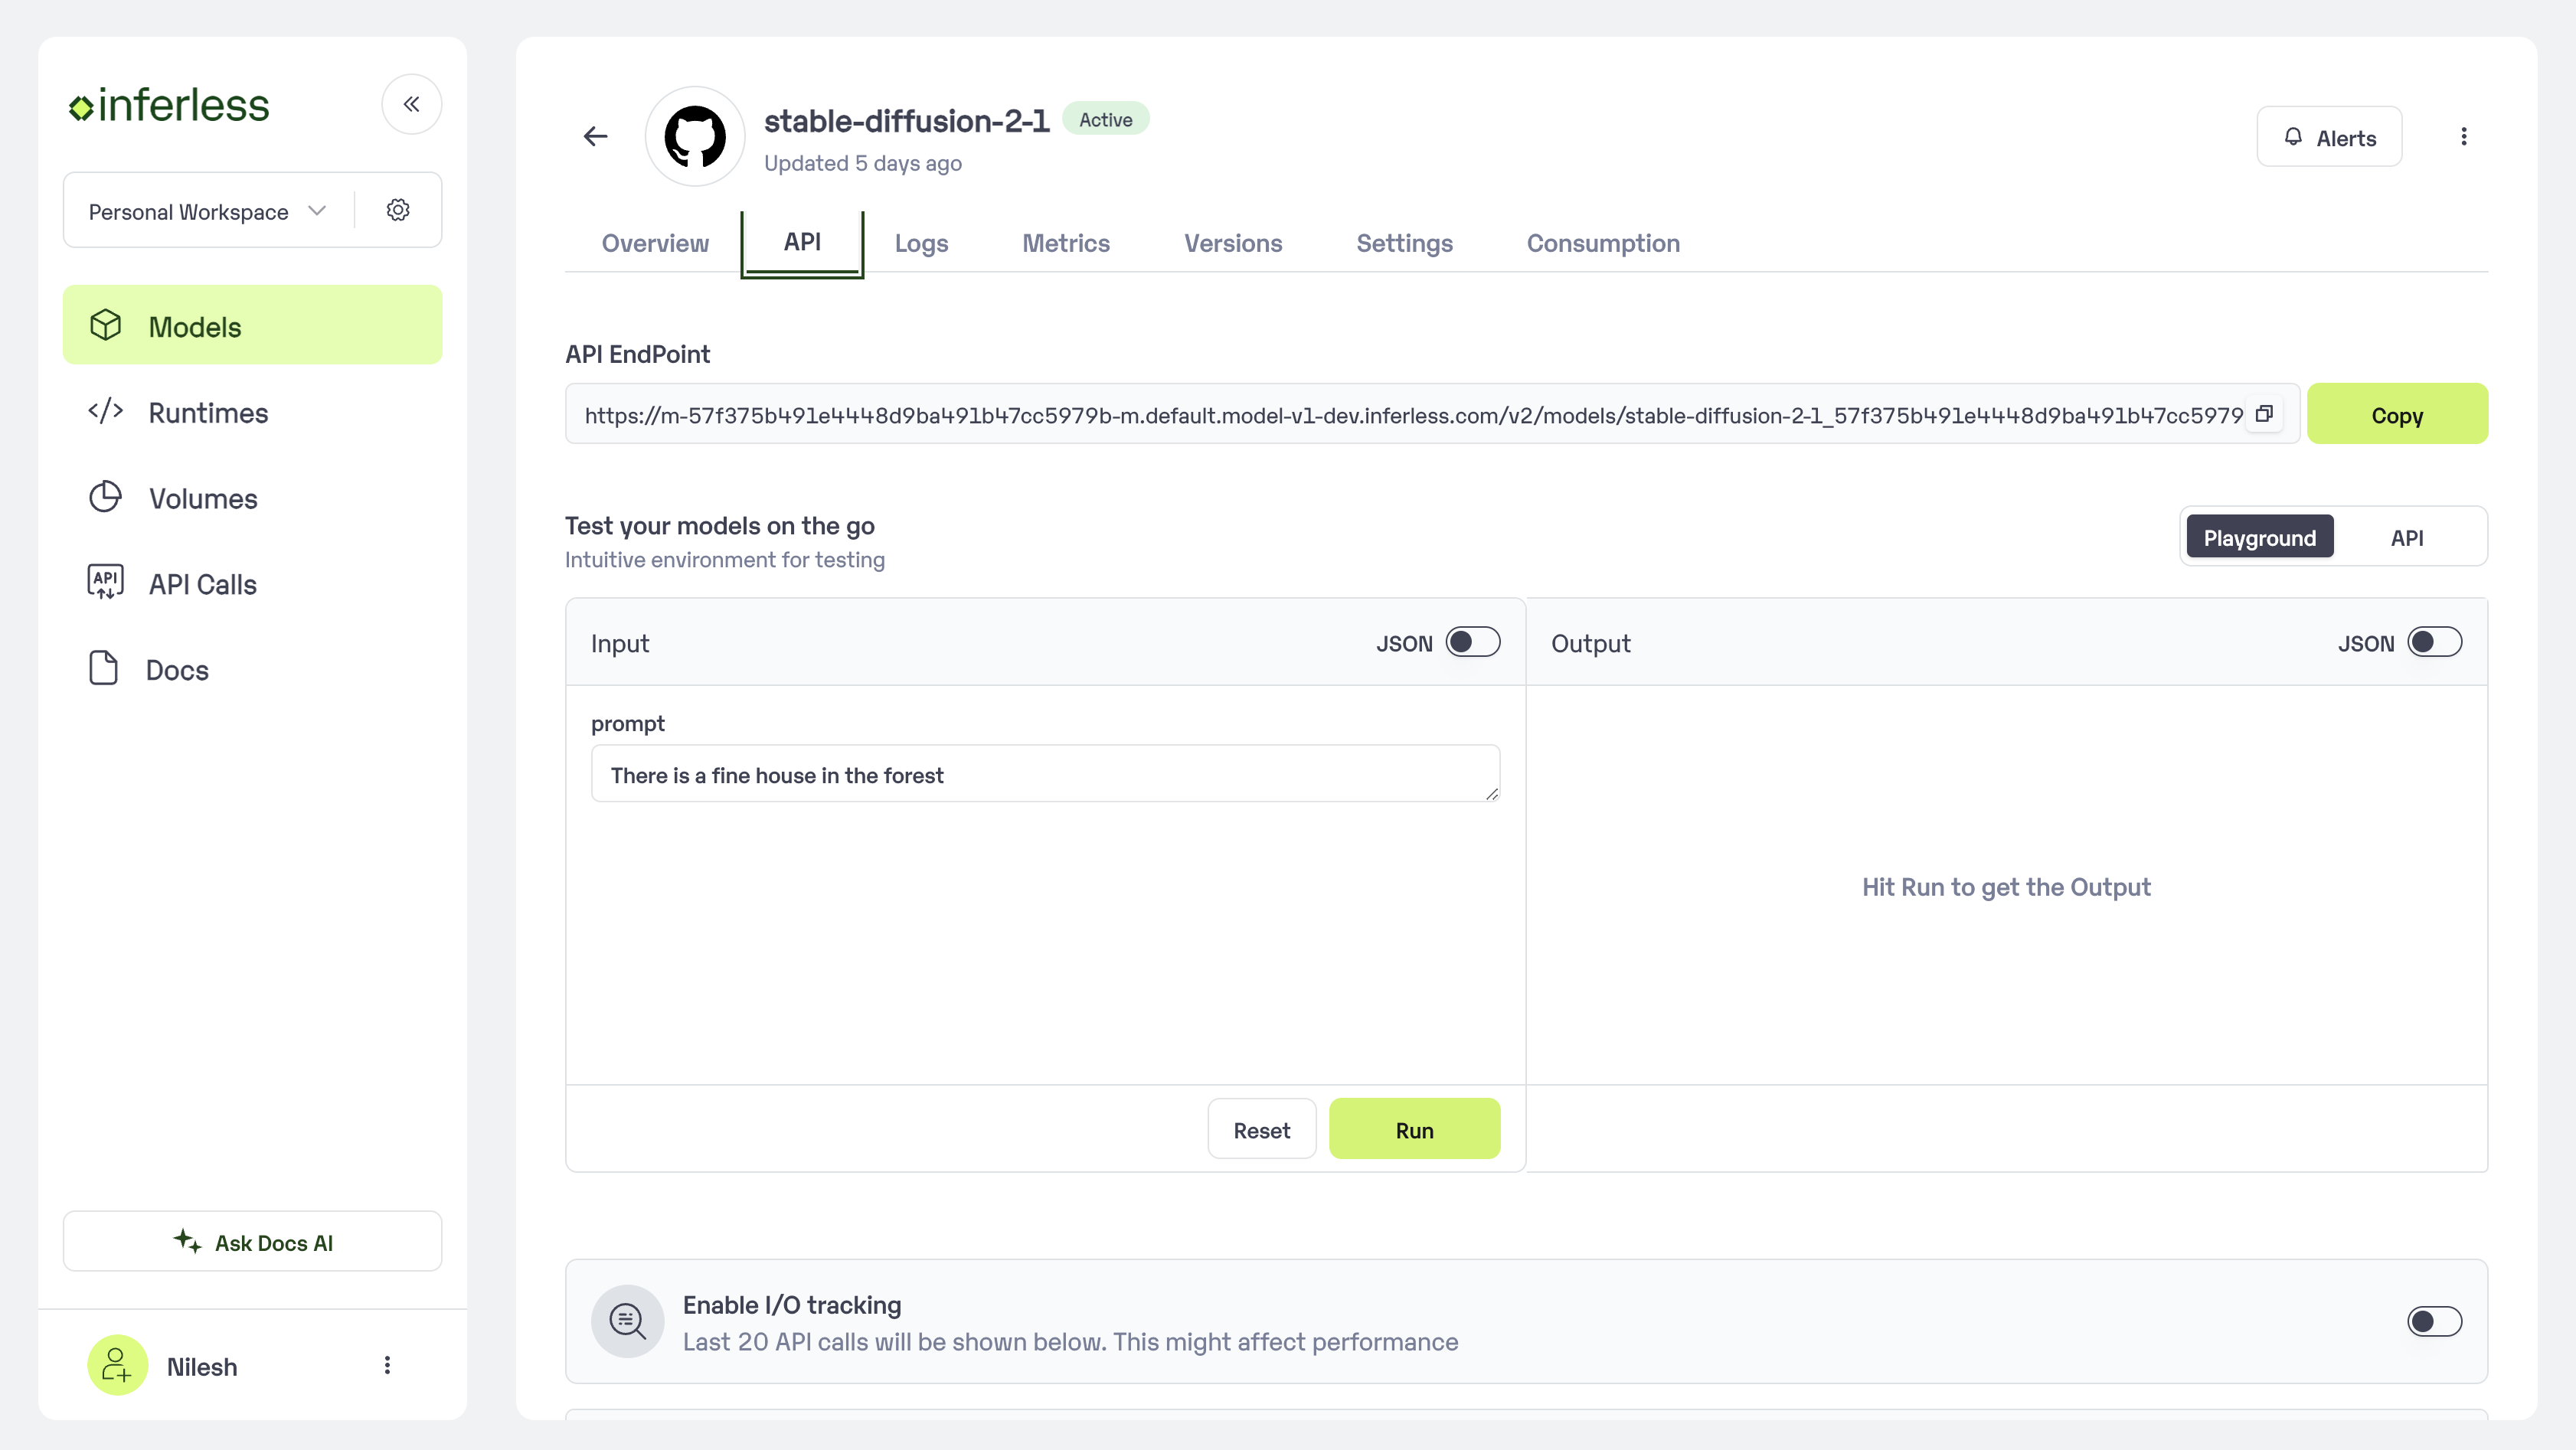 inferless
Personal Workspace
Models
Runtimes
Volumes
API
API Calls
Docs
Ask Docs AI
Nilesh
stable-diffusion-2-1
Active
Updated 5 days ago
Alerts
Overview
API
Logs
Metrics
Versions
Settings
Consumption
API EndPoint
https://m-57f375b491e4448d9ba491b47cc5979b-m.default.model-v1-dev.inferless.com/v2/models/stable-diffusion-2-1_57f375b491e4448d9ba491b47cc5979
Copy
Test your models on the go
Intuitive environment for testing
Playground
API
Input
JSON
Output
JSON
prompt
There is a fine house in the forest
Hit Run to get the Output
Reset
Run
Enable I/O tracking
Last 20 API calls will be shown below. This might affect performance